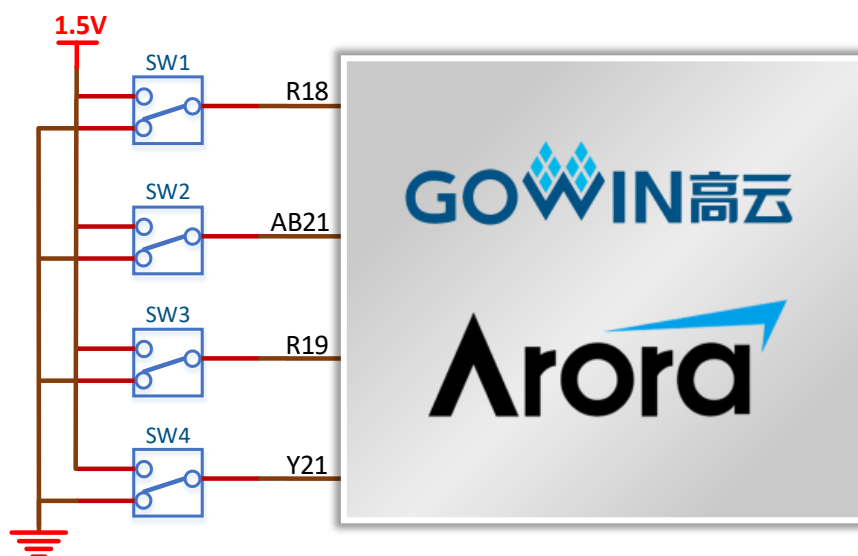 1.5V
SW1
R18
SW2
AB21
GOWIN高云
SW3
R19
Arora
SW4
Y21